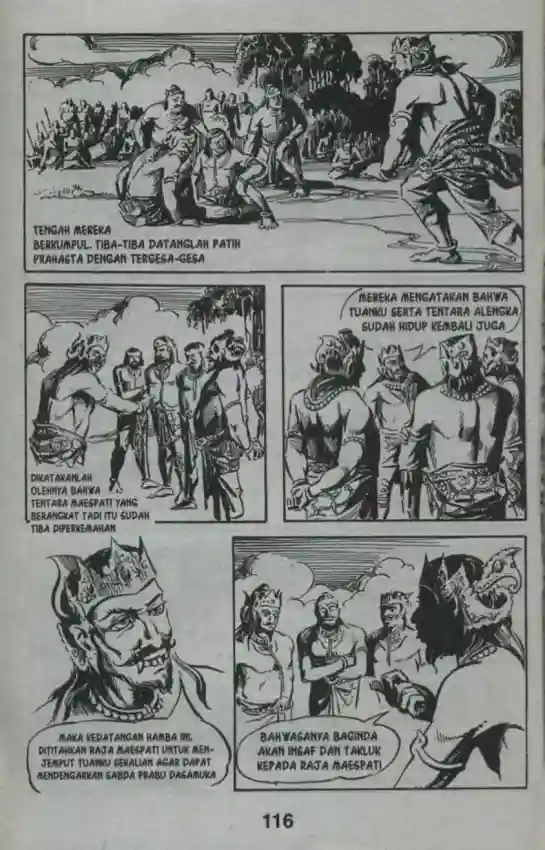 TENGAH MEREKA
BERKUMPUL. TIBA-TIBA DATANGLAH PATIH
PRAHASTA DENGAN TERGESA-GESA
DIKATAKANLAH
OLEHNYA BAHWA
TENTARA MAESPATI YANG
BERANGKAT TADI ITU SUDAH
TIBA DIPERKEMAHAN
MEREKA MENGATAKAN BAHWA
TUANKU SERTA TENTARA ALENGKA
SUDAH HIDUP KEMBALI JUGA
MAKA KEDATANGAN HAMBA INI,
DITITAHKAN RAJA MAESPATI UNTUK MEN-
JEMPUT TUANKU SEKALIAN AGAR DAPAT
MENDENGARKAN SABDA PRABU DASAMUKA
BAHWASANYA BAGINDA
AKAN INSAF DAN TAKLUK
KEPADA RAJA MAESPATI
116